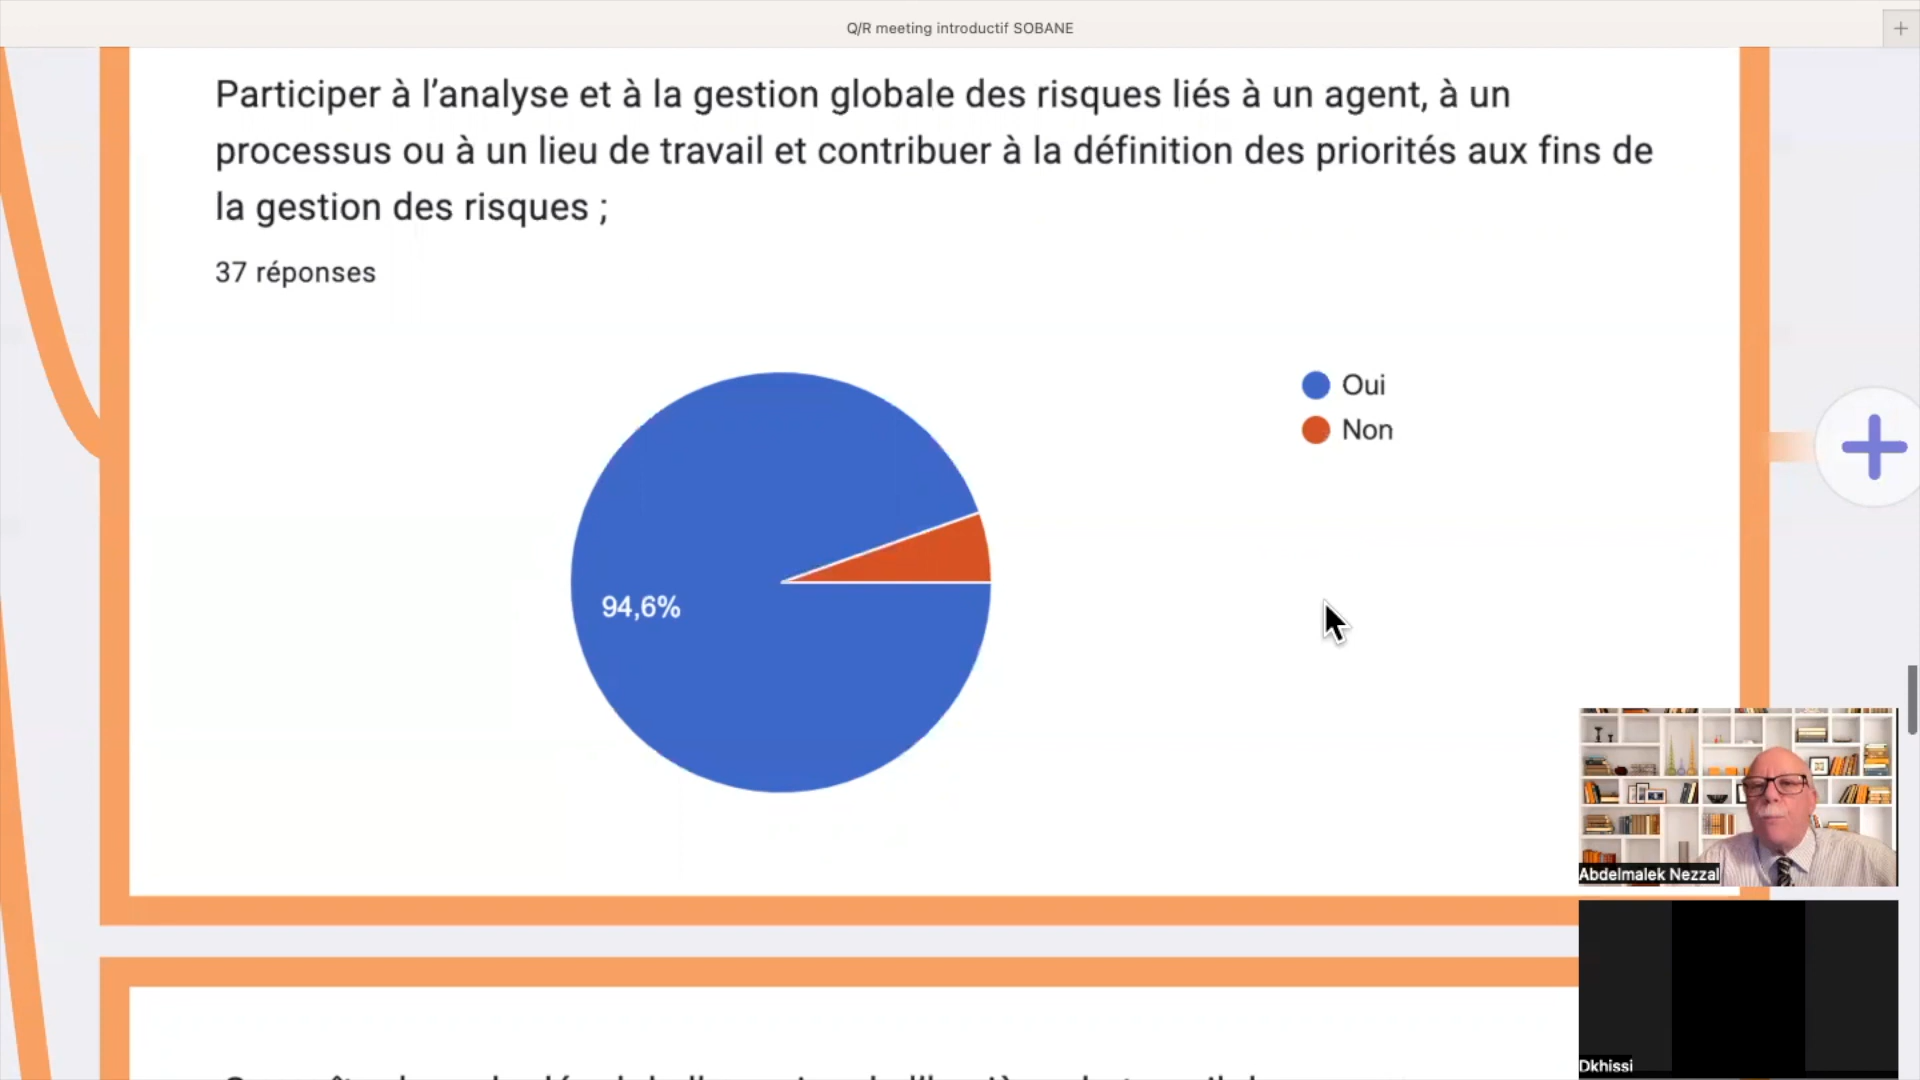 Q/R meeting introductif SOBANE
Participer à l’analyse et à la gestion globale des risques liés à un agent, à un
processus ou à un lieu de travail et contribuer à la définition des priorités aux fins de
la gestion des risques ;
37 réponses
Oui
Non
94,6%
Abdelmalek Nezzal
Dkhissi